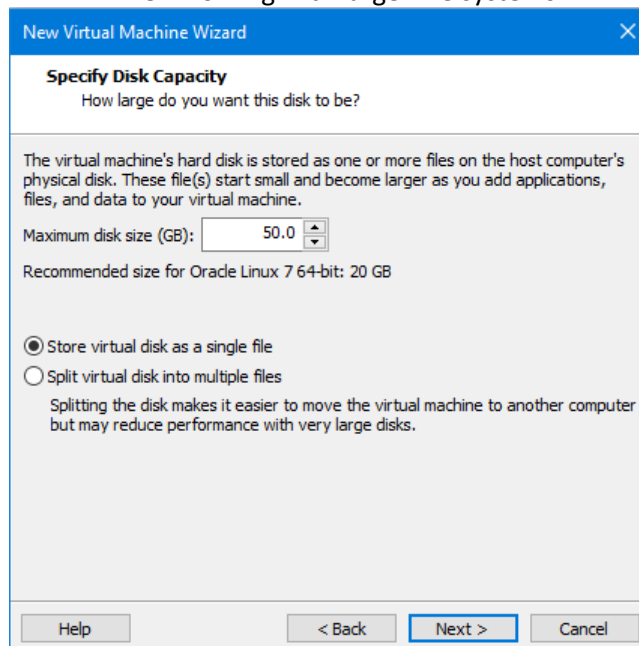 New Virtual Machine Wizard
Specify Disk Capacity
How large do you want this disk to be?
The virtual machine's hard disk is stored as one or more files on the host computer's
physical disk. These file(s) start small and become larger as you add applications,
files, and data to your virtual machine.
Maximum disk size (GB): 50.0
Recommended size for Oracle Linux 7 64-bit: 20 GB
Store virtual disk as a single file
Split virtual disk into multiple files
Splitting the disk makes it easier to move the virtual machine to another computer
but may reduce performance with very large disks.
Help < Back Next > Cancel